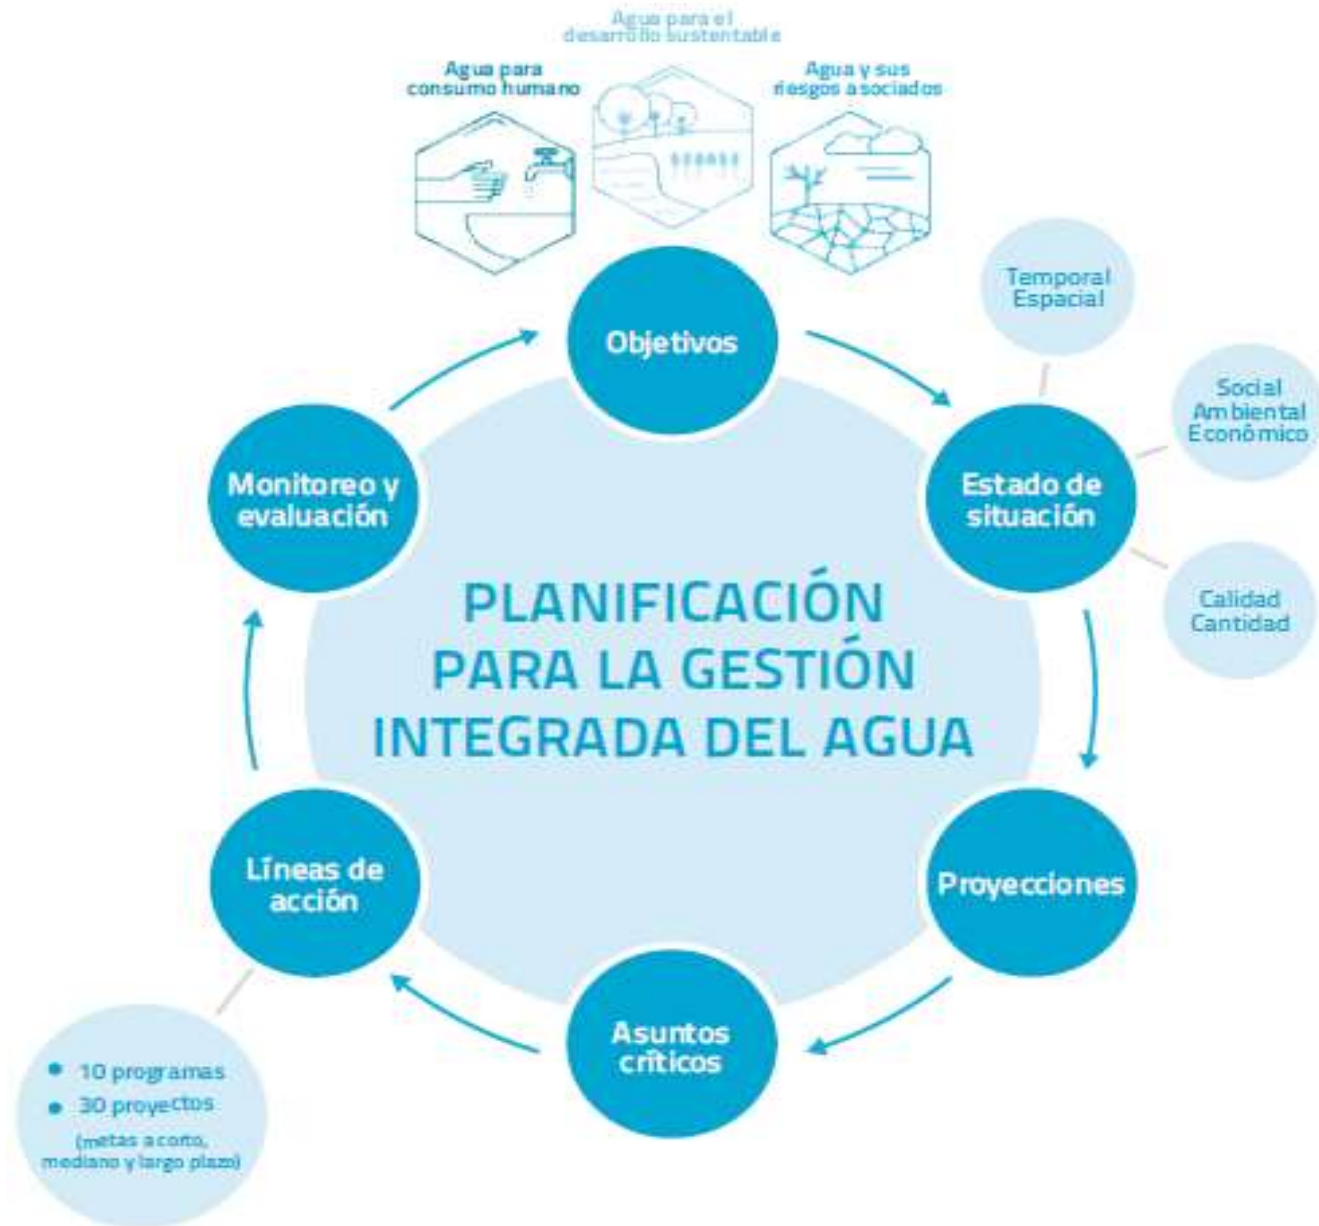 Agua para el
desarrollo sustentable
Agua para
consumo humano
Agua y sus
riesgos asociados
Objetivos
Temporal
Espacial
Social
Ambiental
Económico
Estado de
situación
Calidad
Cantidad
Monitoreo y
evaluación
PLANIFICACIÓN
PARA LA GESTIÓN
INTEGRADA DEL AGUA
Proyecciones
Líneas de
acción
Asuntos
críticos
• 10 programas
• 30 proyectos
(metas a corto,
mediano y largo plazo)